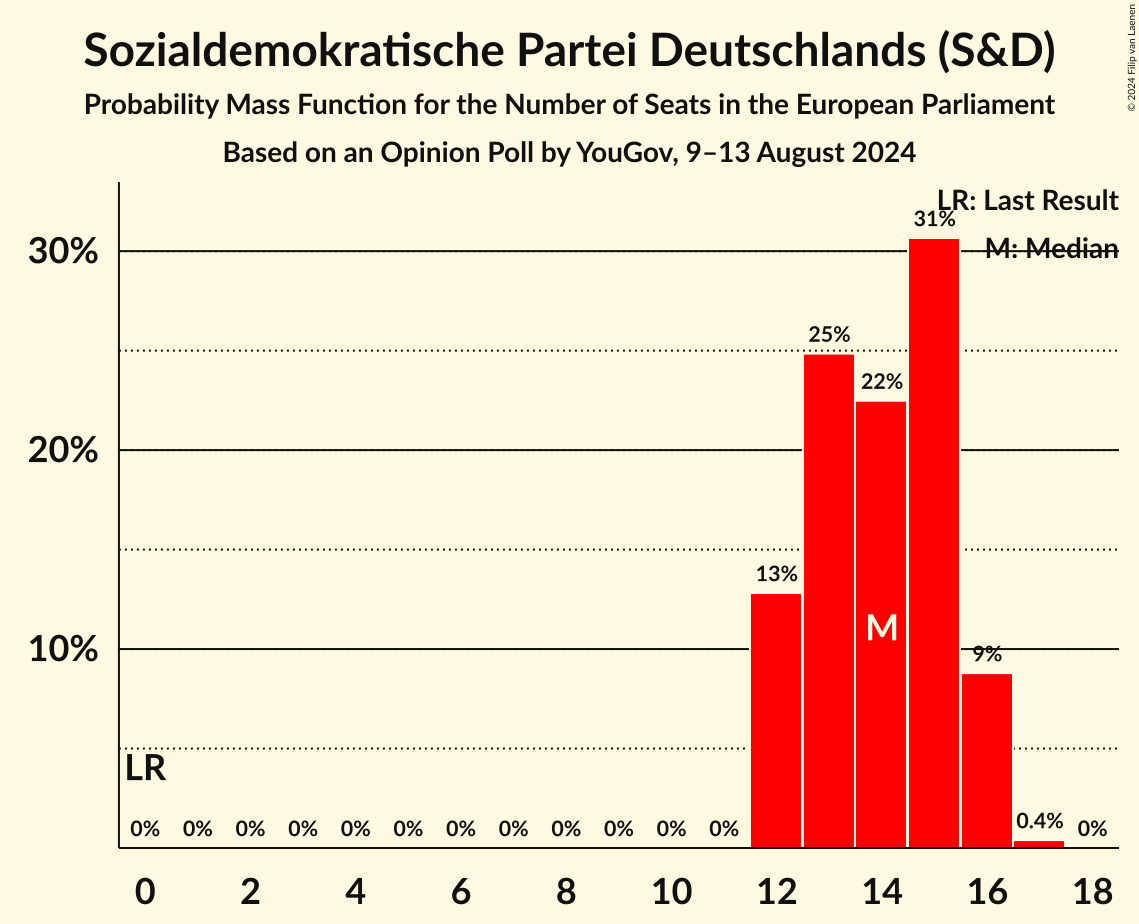 Sozialdemokratische Partei Deutschlands (S&D)
Probability Mass Function for the Number of Seats in the European Parliament
Based on an Opinion Poll by YouGov, 9–13 August 2024
© 2024 Filip van Laenen
LR: Last Result
M: Median
31%
30%
25%
22%
20%
13%
M
10%
9%
LR
0% 0% 0% 0% 0% 0% 0% 0% 0% 0% 0% 0% 0.4% 0%
0 2 4 6 8 10 12 14 16 18